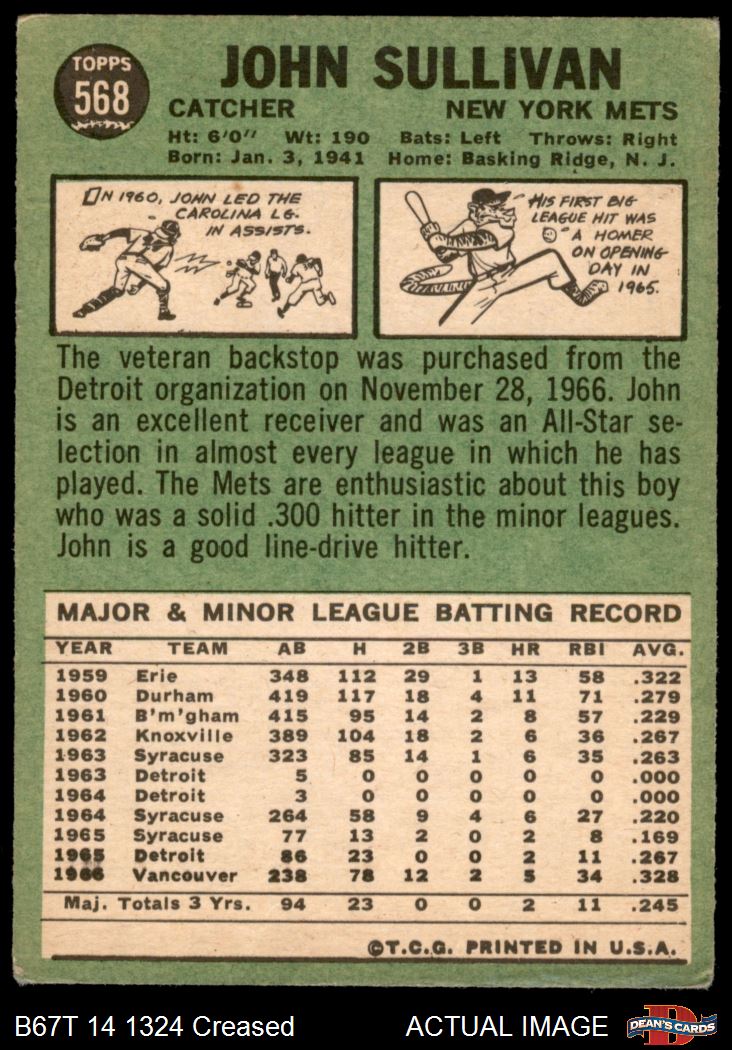 TOPPS
568
JOHN SULLIVAN
CATCHER NEW YORK METS
Ht: 6'0" Wt: 190 Bats: Left Throws: Right
Born: Jan. 3, 1941 Home: Basking Ridge, N. J.
IN 1960, JOHN LED THE
CAROLINA LG.
IN ASSISTS.
HIS FIRST BIG
LEAGUE HIT WAS
A HOMER
ON OPENING
DAY IN
1965.
The veteran backstop was purchased from the
Detroit organization on November 28, 1966. John
is an excellent receiver and was an All-Star se-
lection in almost every league in which he has
played. The Mets are enthusiastic about this boy
who was a solid .300 hitter in the minor leagues.
John is a good line-drive hitter.
MAJOR & MINOR LEAGUE BATTING RECORD
YEAR TEAM AB H 2B 3B HR RBI AVG.
1959 Erie 348 112 29 1 13 58 .322
1960 Durham 419 117 18 4 11 71 .279
1961 B'm'gham 415 95 14 2 8 57 .229
1962 Knoxville 389 104 18 2 6 36 .267
1963 Syracuse 323 85 14 1 6 35 .263
1963 Detroit 5 0 0 0 0 0 .000
1964 Detroit 3 0 0 0 0 0 .000
1964 Syracuse 264 58 9 4 6 27 .220
1965 Syracuse 77 13 2 0 2 8 .169
1965 Detroit 86 23 0 0 2 11 .267
1966 Vancouver 238 78 12 2 5 34 .328
Maj. Totals 3 Yrs. 94 23 0 0 2 11 .245
©T.C.G. PRINTED IN U.S.A.
B67T 14 1324 Creased ACTUAL IMAGE
D
DEAN'S CARDS